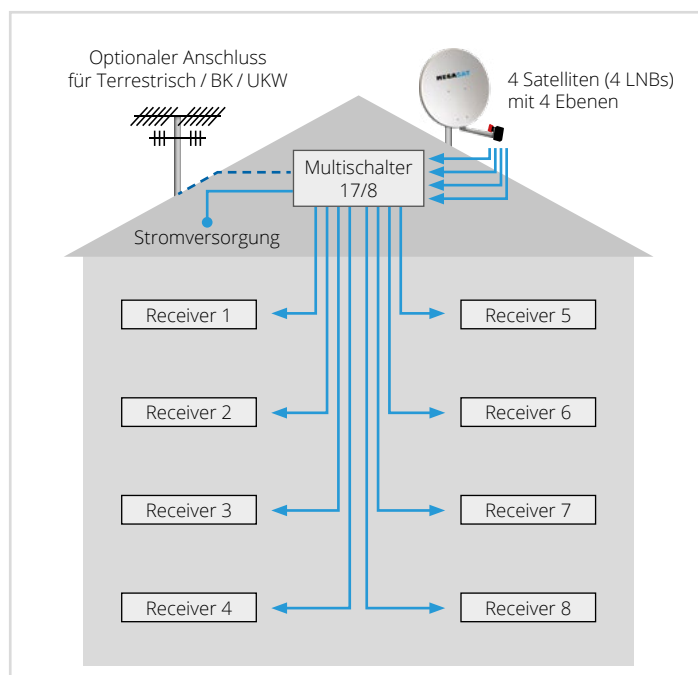 Optionaler Anschluss
für Terrestrisch / BK / UKW
MEGASAT
4 Satelliten (4 LNBs)
mit 4 Ebenen
Multischalter
17/8
Stromversorgung
Receiver 1
Receiver 5
Receiver 2
Receiver 6
Receiver 3
Receiver 7
Receiver 4
Receiver 8